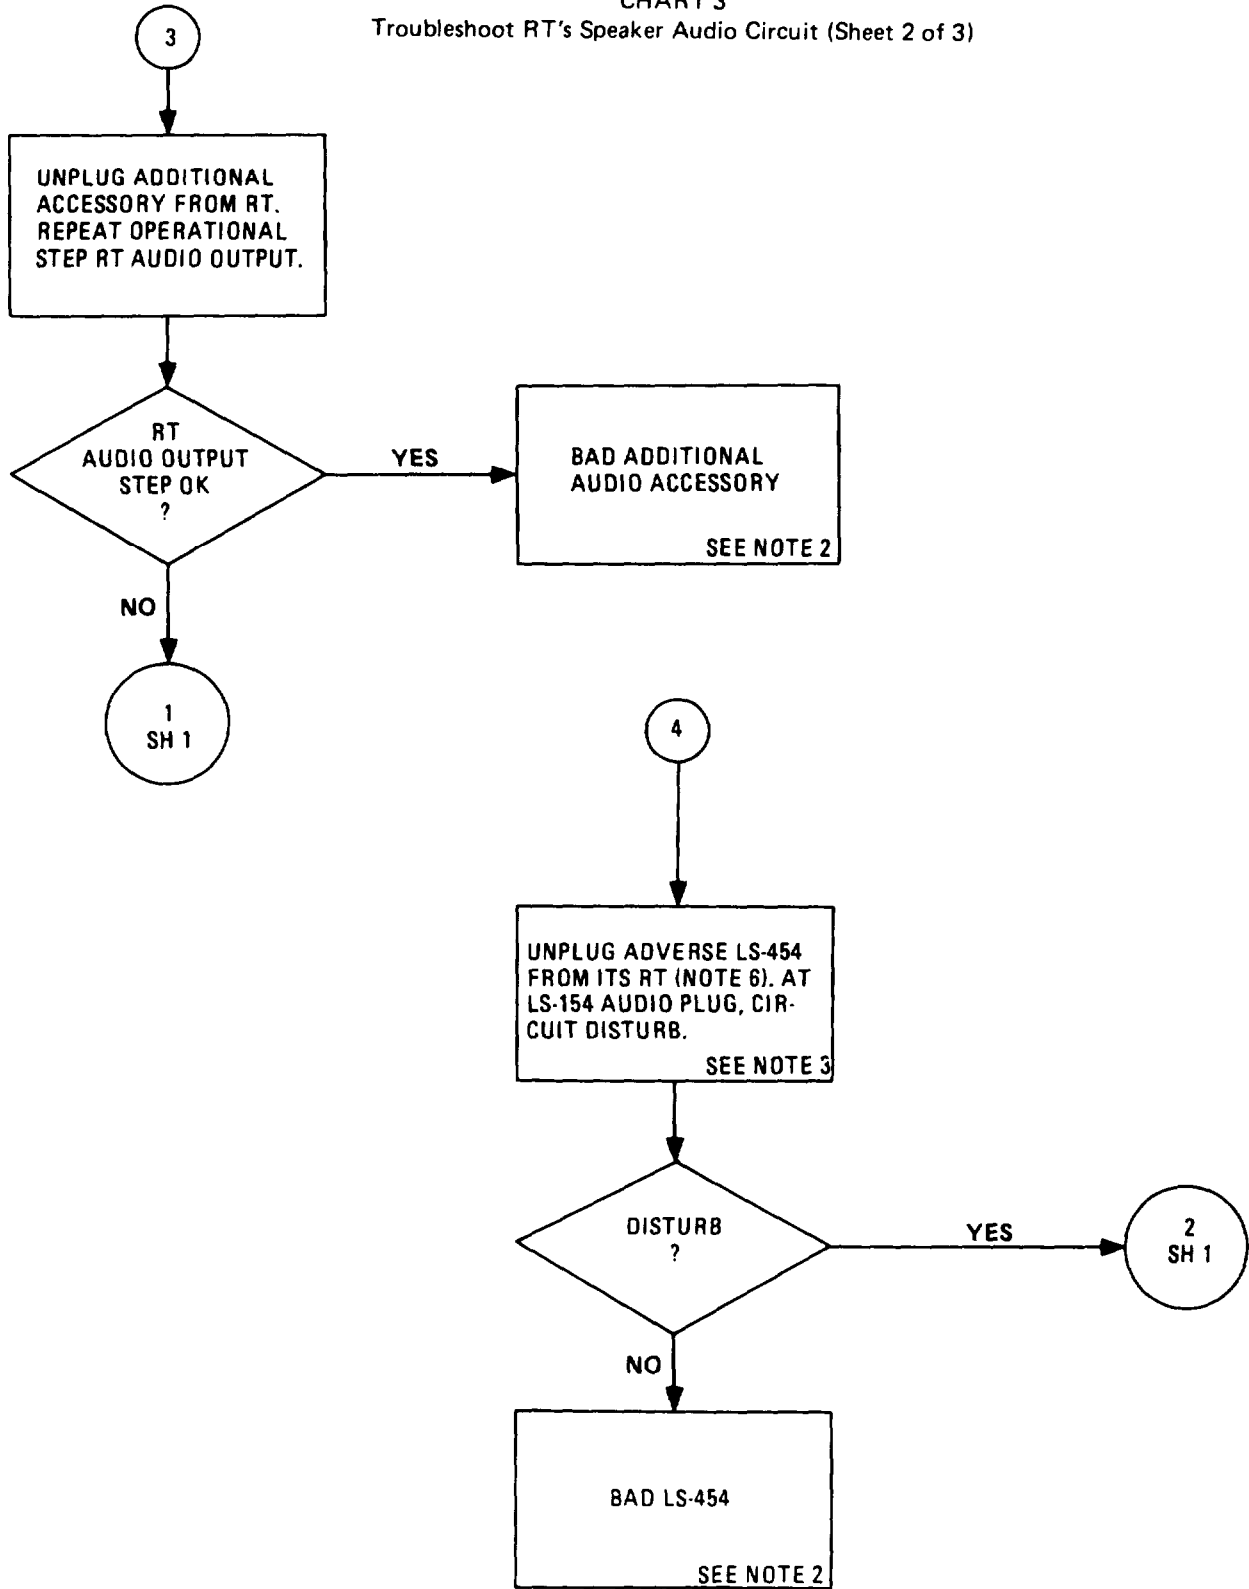 CHART 3
Troubleshoot RT's Speaker Audio Circuit (Sheet 2 of 3)
3
UNPLUG ADDITIONAL
ACCESSORY FROM RT.
REPEAT OPERATIONAL
STEP RT AUDIO OUTPUT.
RT
AUDIO OUTPUT
STEP OK
?
YES
BAD ADDITIONAL
AUDIO ACCESSORY
SEE NOTE 2
NO
1
SH 1
4
UNPLUG ADVERSE LS-454
FROM ITS RT (NOTE 6). AT
LS-154 AUDIO PLUG, CIR-
CUIT DISTURB.
SEE NOTE 3
DISTURB
?
YES
2
SH 1
NO
BAD LS-454
SEE NOTE 2